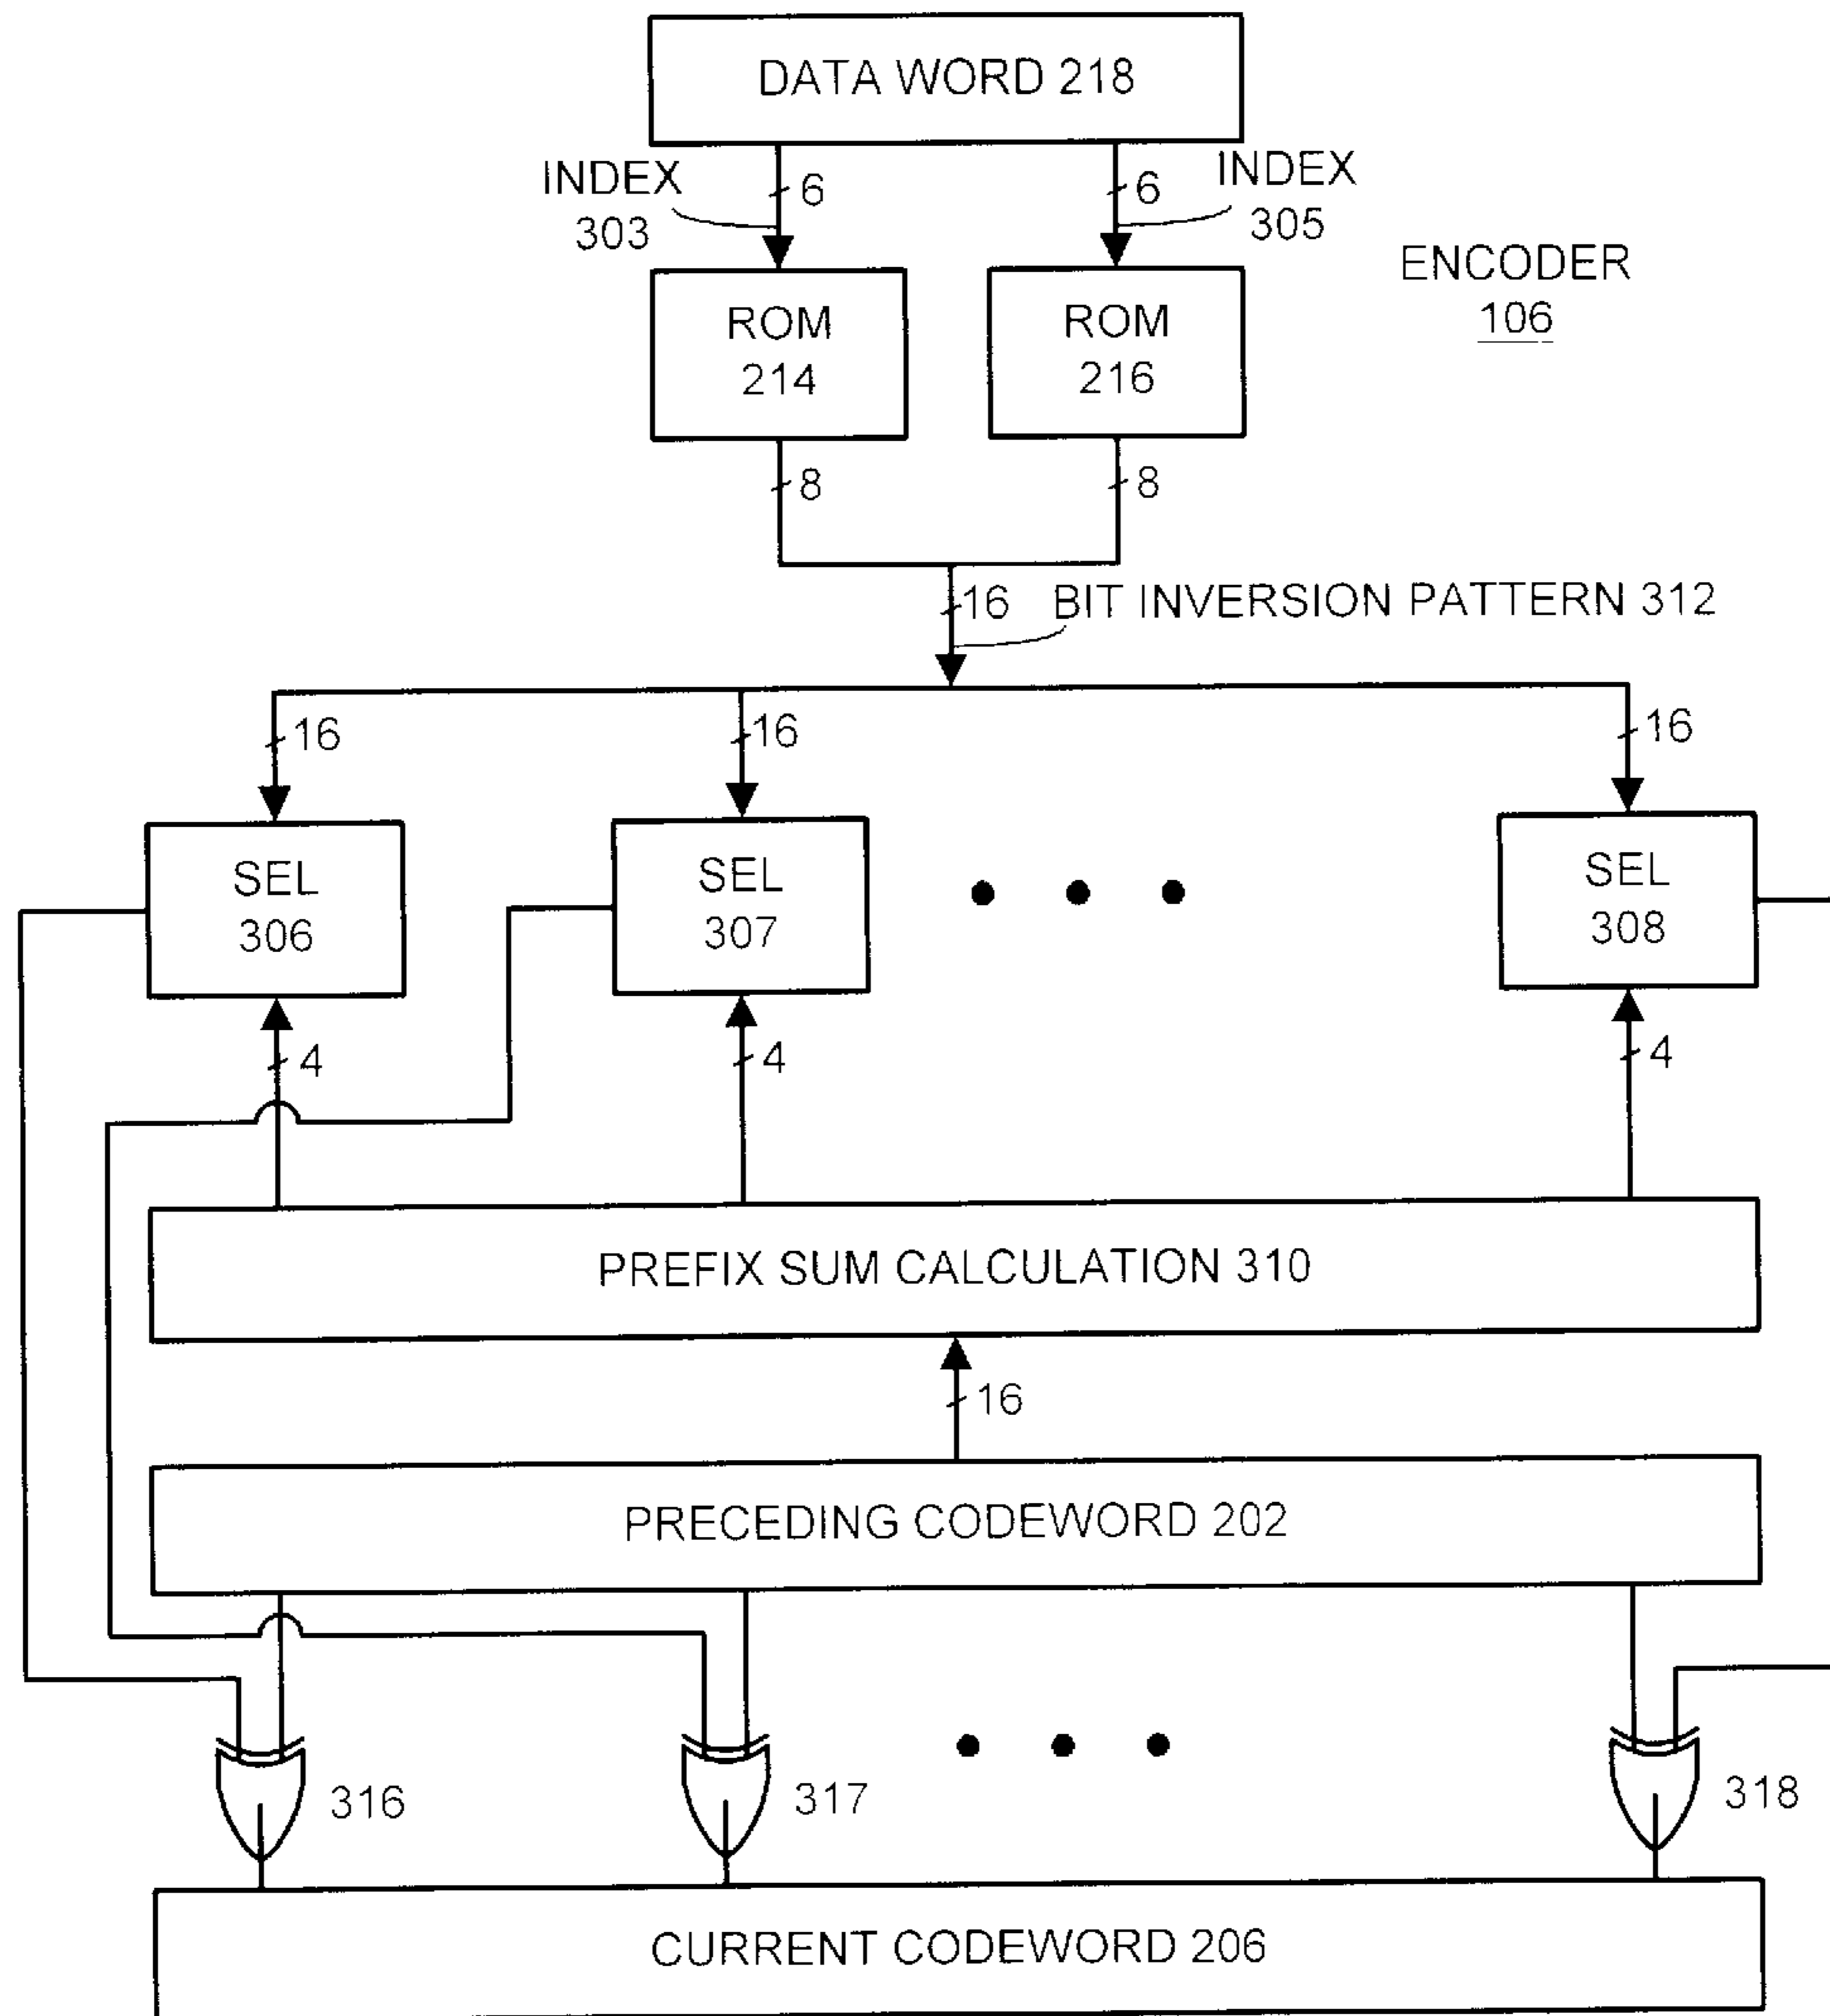 DATA WORD 218
INDEX
303
6
6
INDEX
305
ENCODER
106
ROM
214
ROM
216
8
8
16
BIT INVERSION PATTERN 312
16
16
16
SEL
306
SEL
307
SEL
308
4
4
4
PREFIX SUM CALCULATION 310
16
PRECEDING CODEWORD 202
316
317
318
CURRENT CODEWORD 206